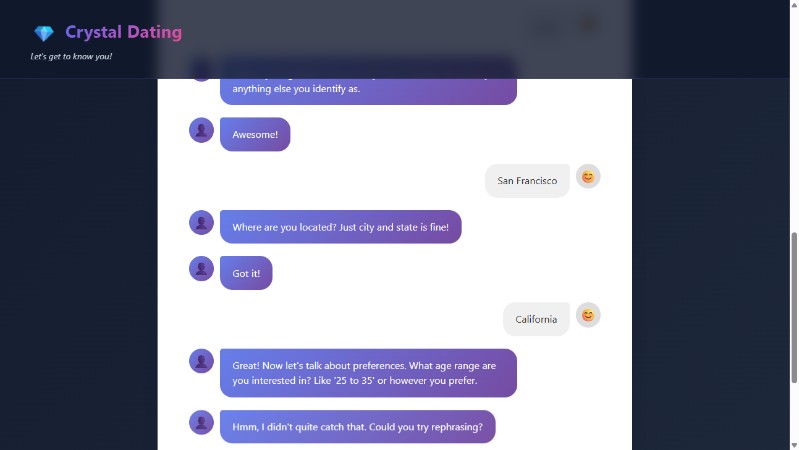 Crystal Dating
Let's get to know you!
anything else you identify as.
Awesome!
San Francisco
Where are you located? Just city and state is fine!
Got it!
California
Great! Now let's talk about preferences. What age range are
you interested in? Like '25 to 35' or however you prefer.
Hmm, I didn't quite catch that. Could you try rephrasing?